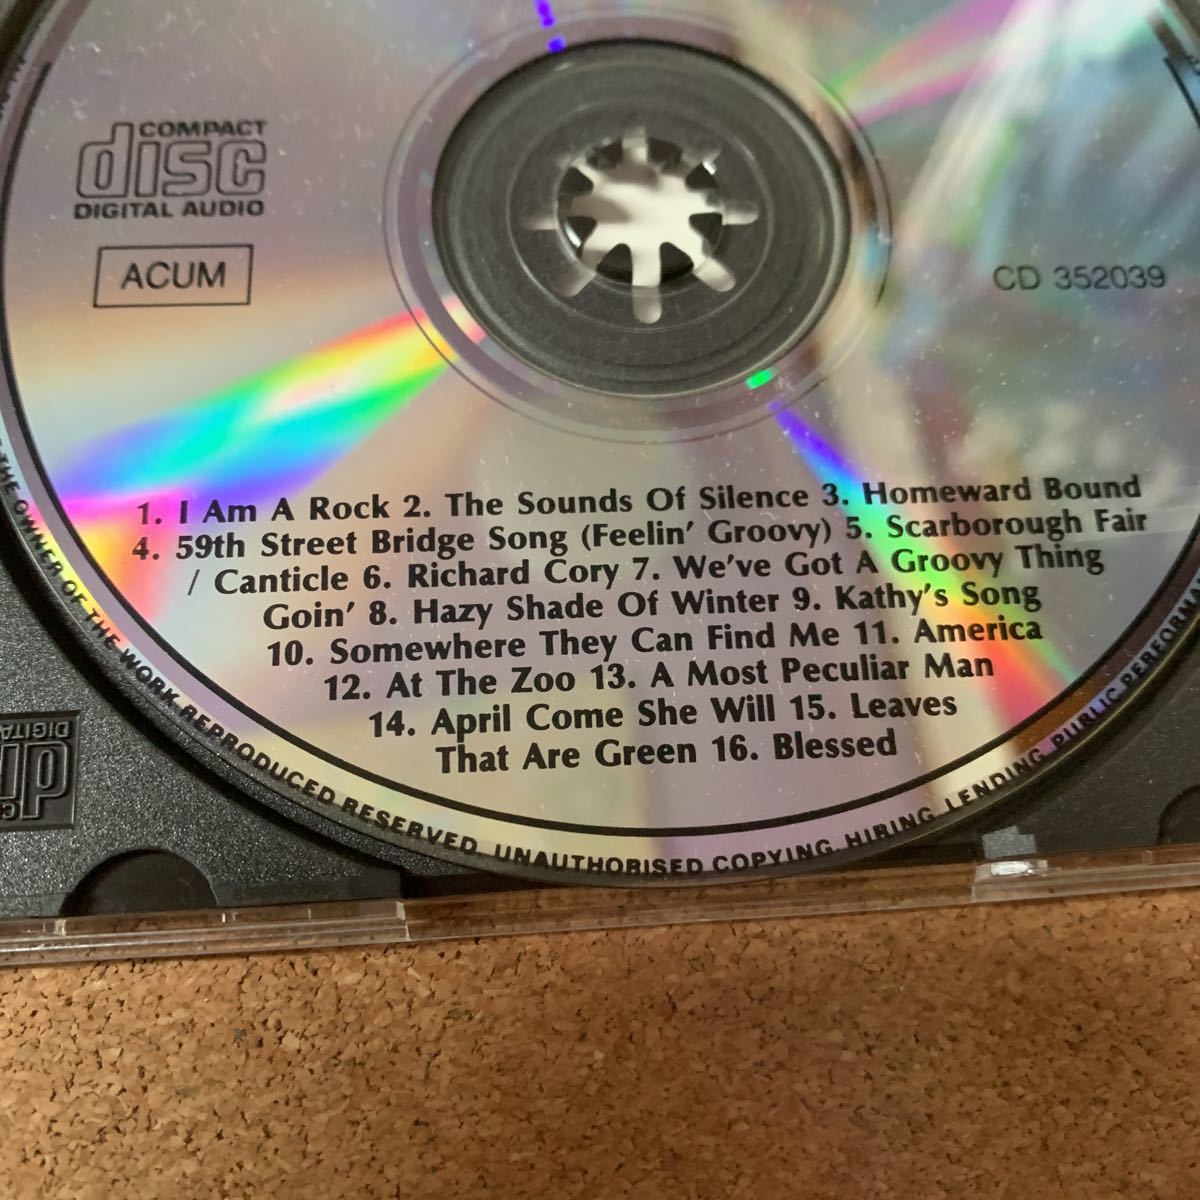 COMPACT
disc
DIGITAL AUDIO
ACUM
CD 352039
1. I Am A Rock 2. The Sounds Of Silence 3. Homeward Bound
4. 59th Street Bridge Song (Feelin' Groovy) 5. Scarborough Fair
/ Canticle 6. Richard Cory 7. We've Got A Groovy Thing
Goin' 8. Hazy Shade Of Winter 9. Kathy's Song
10. Somewhere They Can Find Me 11. America
12. At The Zoo 13. A Most Peculiar Man
14. April Come She Will 15. Leaves
That Are Green 16. Blessed
THE OWNER OF THE WORK REPRODUCED RESERVED. UNAUTHORISED COPYING. HIRING. LENDING. PUBLIC